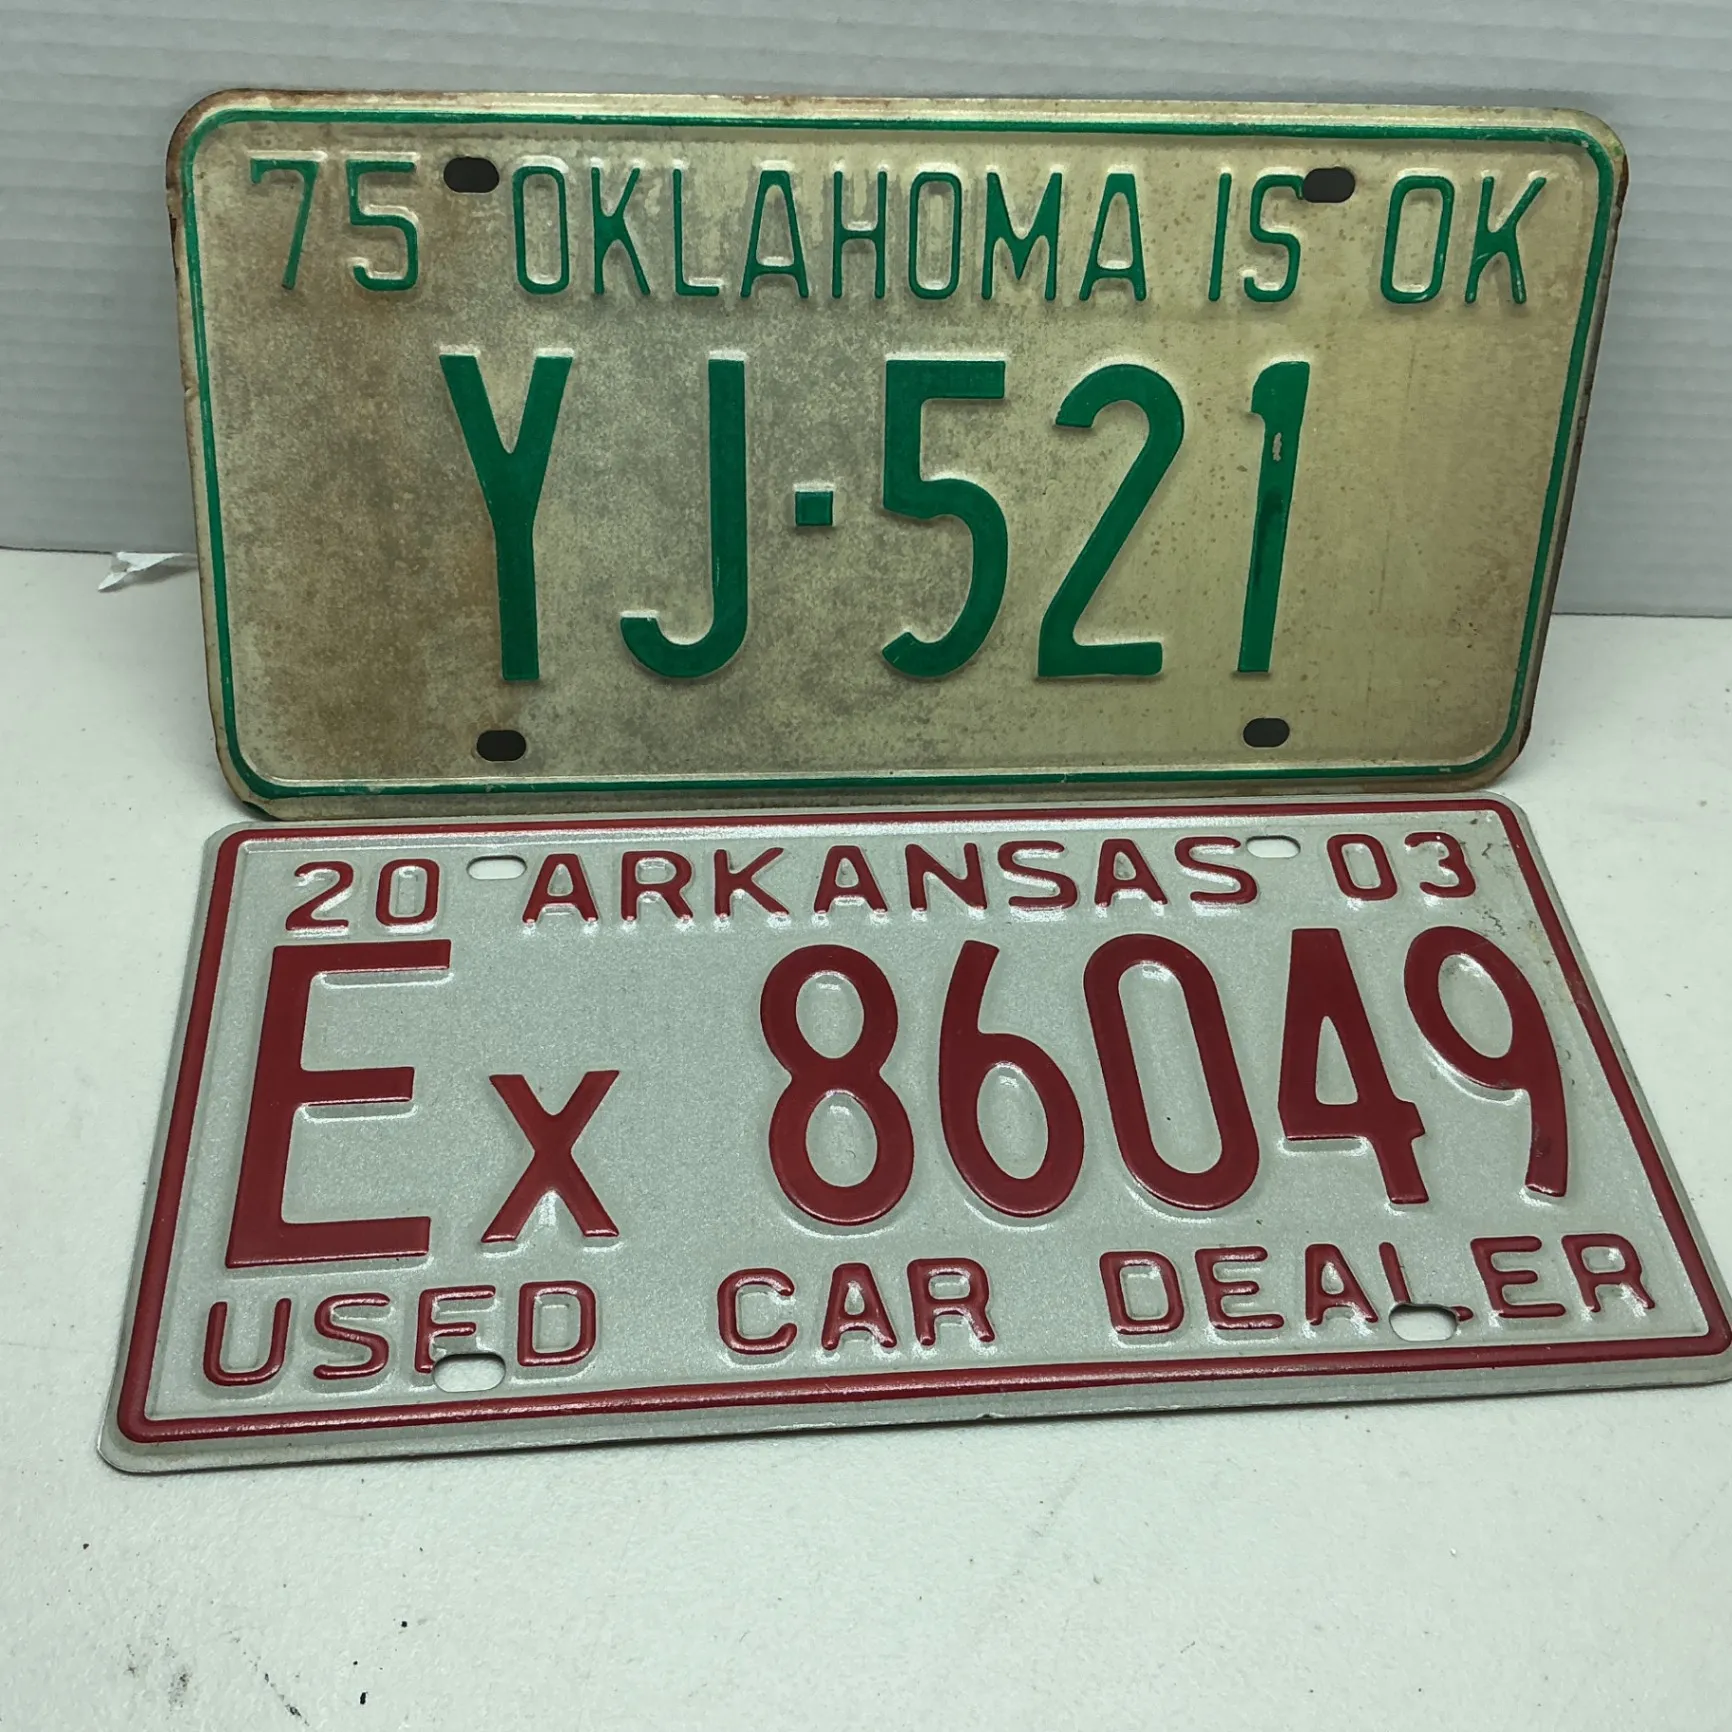 75 OKLAHOMA IS OK
YJ·521
20 ARKANSAS 03
Ex 86049
USED CAR DEALER